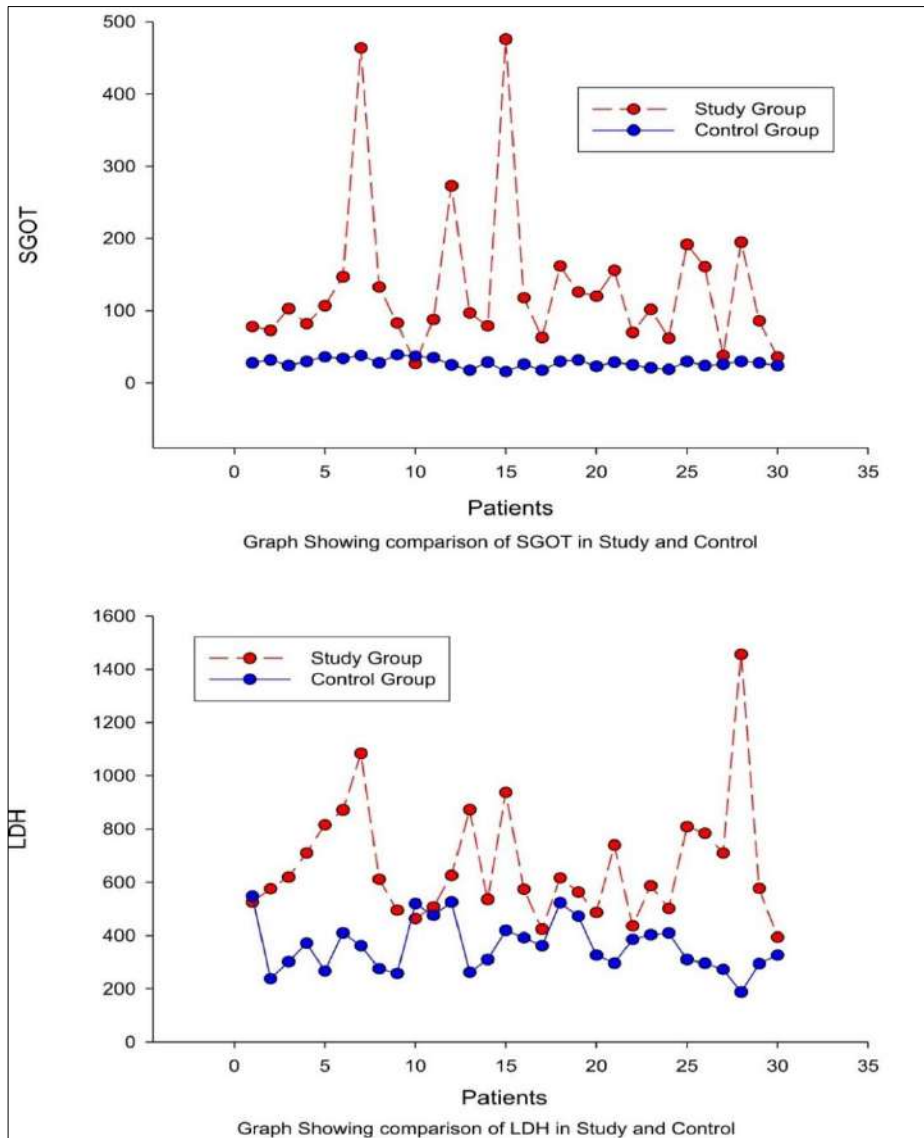 500
400
300
200
100
0
SGOT
Study Group
Control Group
0 5 10 15 20 25 30 35
Patients
Graph Showing comparison of SGOT in Study and Control
1600
1400
1200
1000
800
600
400
200
0
LDH
Study Group
Control Group
0 5 10 15 20 25 30 35
Patients
Graph Showing comparison of LDH in Study and Control